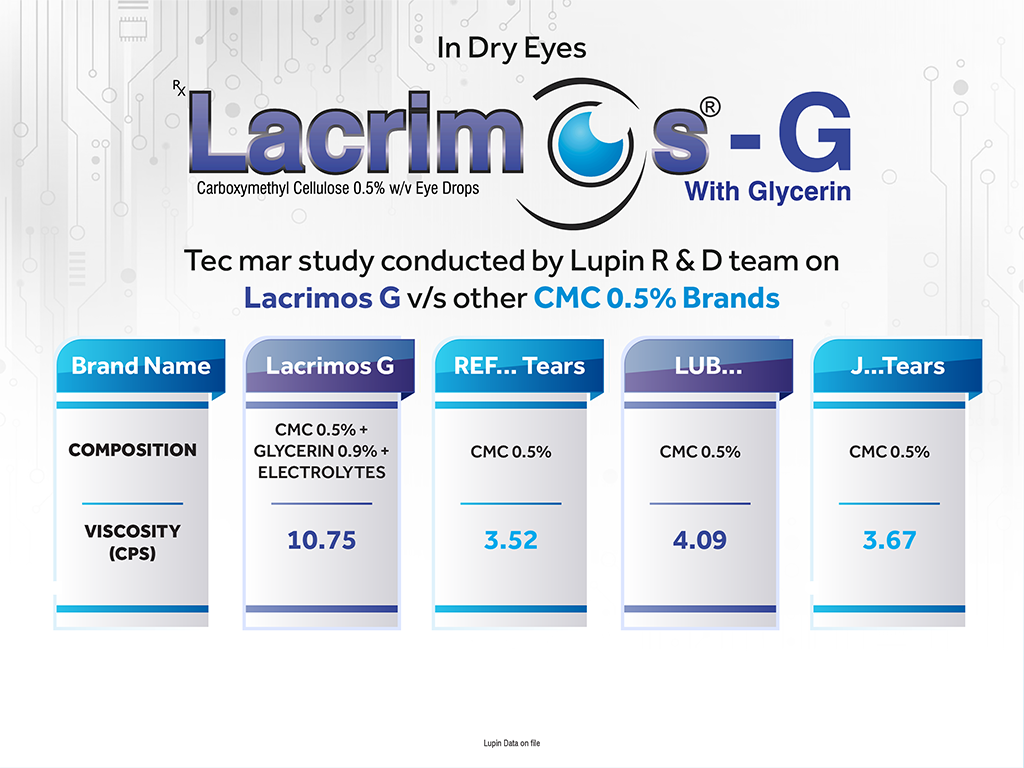 In Dry Eyes
Rx
Lacrimos® - G
Carboxymethyl Cellulose 0.5% w/v Eye Drops
With Glycerin
Tec mar study conducted by Lupin R & D team on
Lacrimos G v/s other CMC 0.5% Brands
Brand Name Lacrimos G REF... Tears LUB... J...Tears
COMPOSITION
CMC 0.5% +
GLYCERIN 0.9% +
ELECTROLYTES
CMC 0.5% CMC 0.5% CMC 0.5%
VISCOSITY
(CPS)
10.75 3.52 4.09 3.67
Lupin Data on file